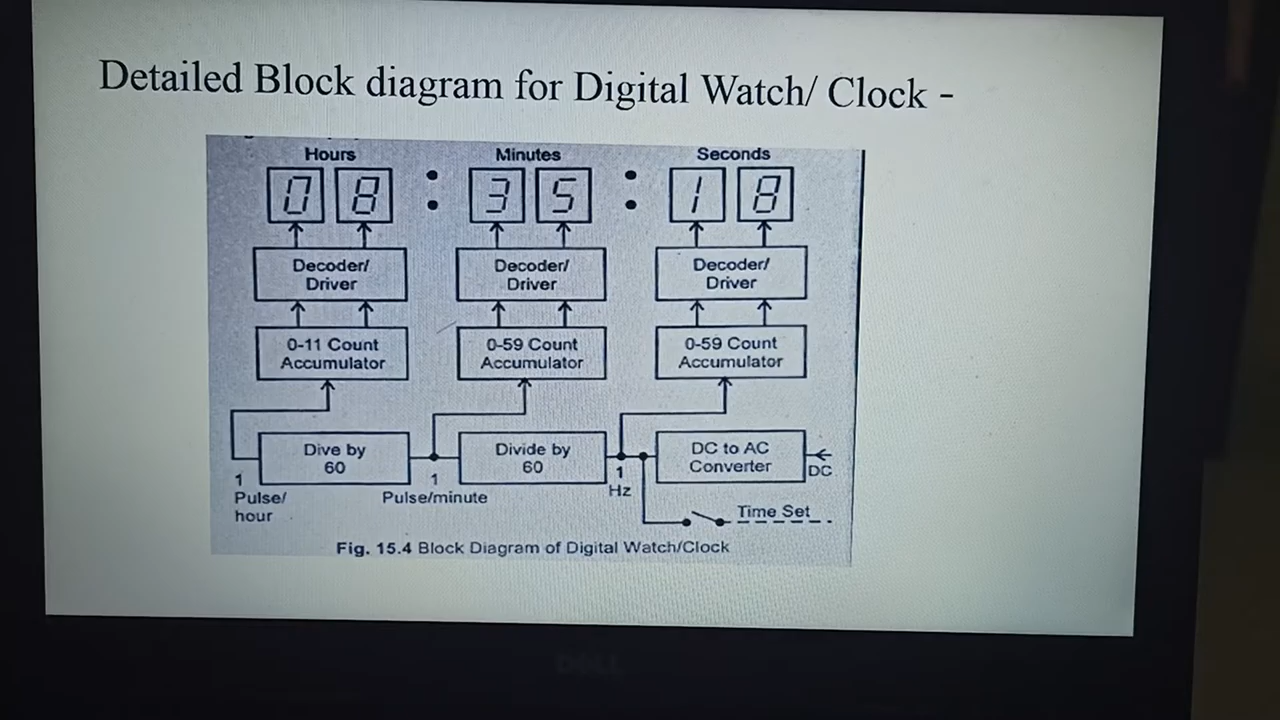 Detailed Block diagram for Digital Watch/ Clock -
Hours
Minutes
Seconds
08 : 35 : 18
Decoder/
Driver
Decoder/
Driver
Decoder/
Driver
0-11 Count
Accumulator
0-59 Count
Accumulator
0-59 Count
Accumulator
Dive by
60
Divide by
60
DC to AC
Converter
DC
1
Pulse/
hour
1
Pulse/minute
1
Hz
Time Set
Fig. 15.4 Block Diagram of Digital Watch/Clock
DELL